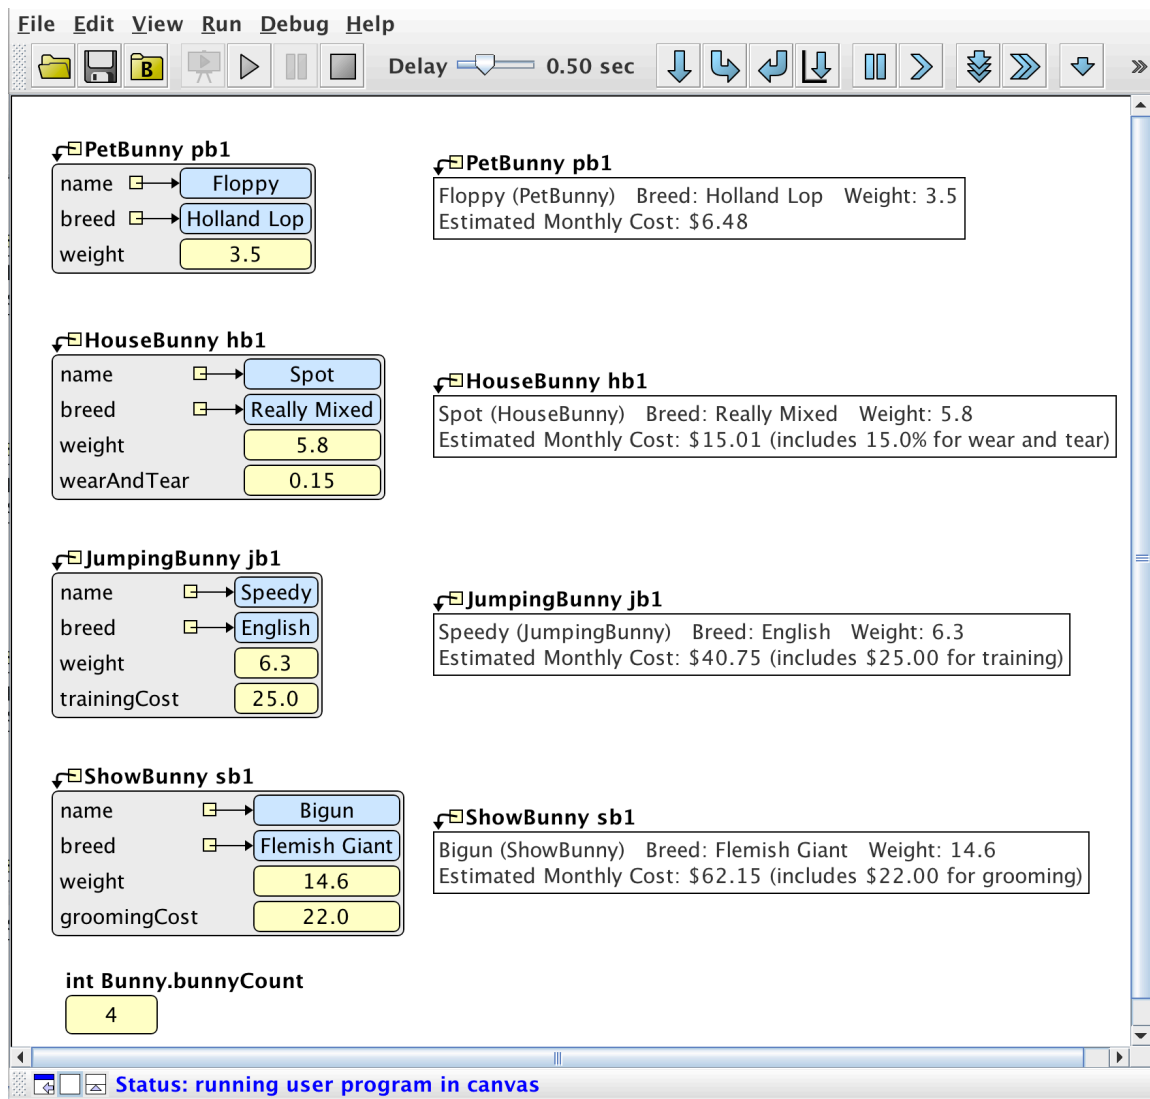 File Edit View Run Debug Help
B Delay 0.50 sec
PetBunny pb1
name Floppy
breed Holland Lop
weight 3.5
PetBunny pb1
Floppy (PetBunny) Breed: Holland Lop Weight: 3.5
Estimated Monthly Cost: $6.48
HouseBunny hb1
name Spot
breed Really Mixed
weight 5.8
wearAndTear 0.15
HouseBunny hb1
Spot (HouseBunny) Breed: Really Mixed Weight: 5.8
Estimated Monthly Cost: $15.01 (includes 15.0% for wear and tear)
JumpingBunny jb1
name Speedy
breed English
weight 6.3
trainingCost 25.0
JumpingBunny jb1
Speedy (JumpingBunny) Breed: English Weight: 6.3
Estimated Monthly Cost: $40.75 (includes $25.00 for training)
ShowBunny sb1
name Bigun
breed Flemish Giant
weight 14.6
groomingCost 22.0
ShowBunny sb1
Bigun (ShowBunny) Breed: Flemish Giant Weight: 14.6
Estimated Monthly Cost: $62.15 (includes $22.00 for grooming)
int Bunny.bunnyCount
4
Status: running user program in canvas